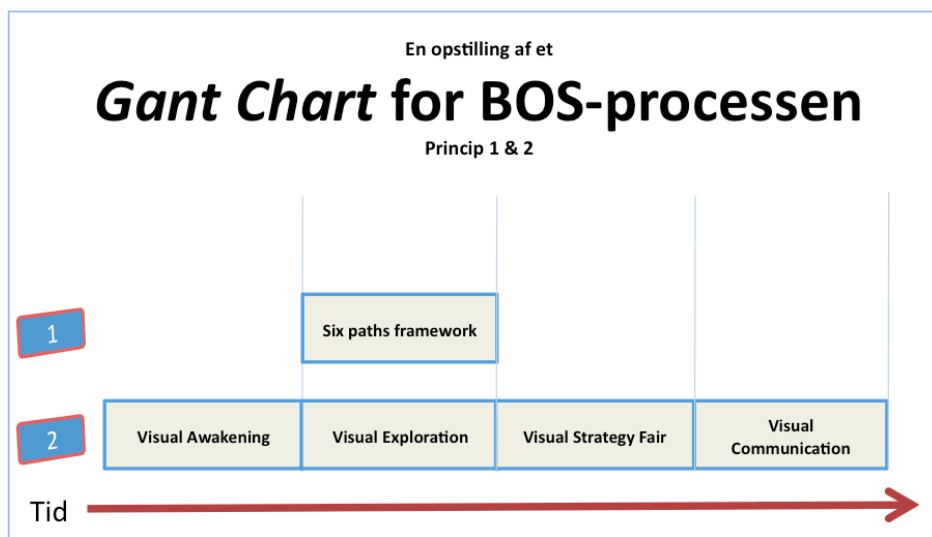 En opstilling af et
Gant Chart for BOS-processen
Princip 1 & 2
1
Six paths framework
2
Visual Awakening
Visual Exploration
Visual Strategy Fair
Visual
Communication
Tid